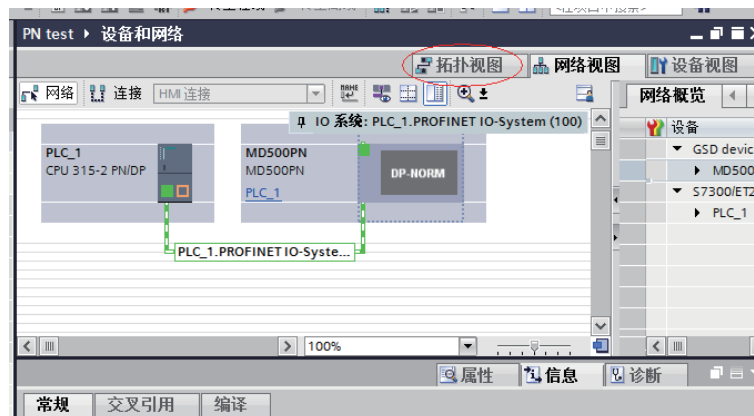 PN test ▸ 设备和网络
拓扑视图 网络视图 设备视图
网络 连接 HMI 连接 网络概览
IO 系统: PLC_1.PROFINET IO-System (100)
设备
PLC_1
CPU 315-2 PN/DP
MD500PN
MD500PN
PLC_1
DP-NORM
GSD devic
MD500
S7300/ET2
PLC_1
PLC_1.PROFINET IO-Syste...
100%
属性 信息 诊断
常规 交叉引用 编译